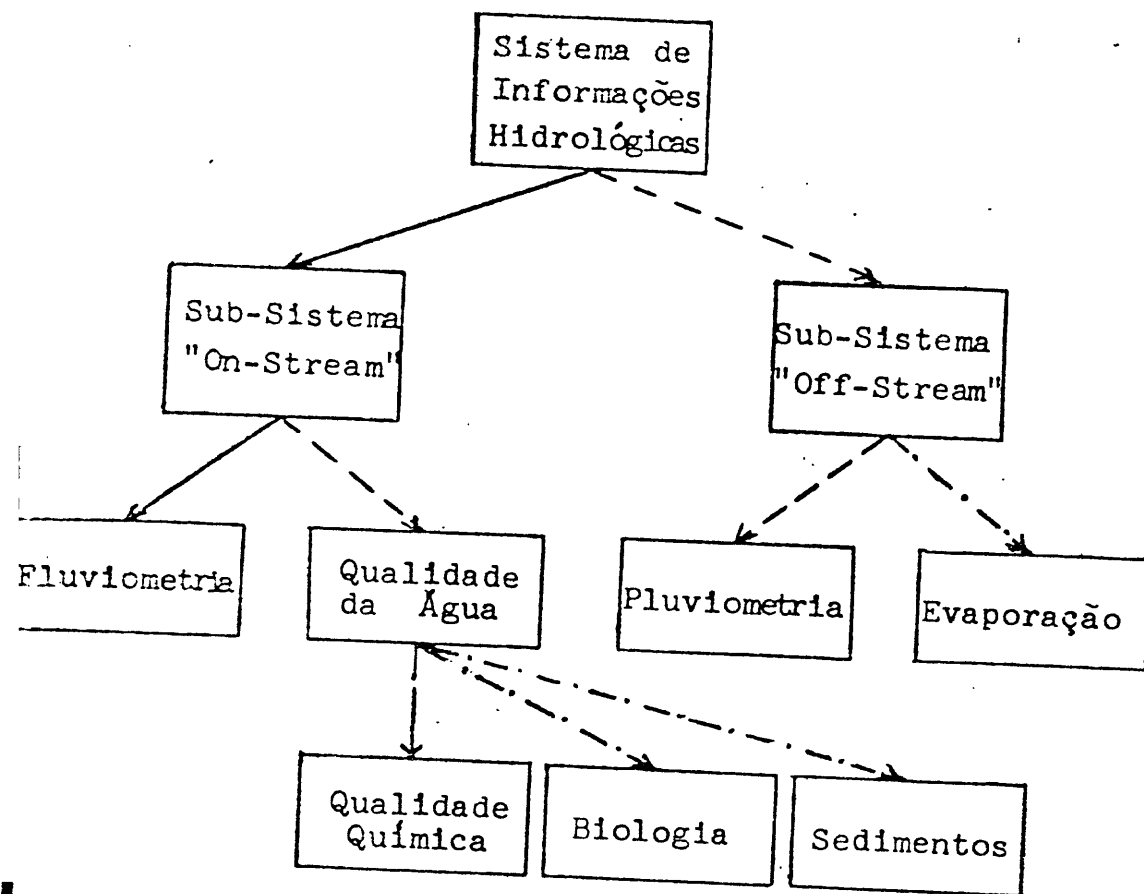 Sistema de
Informações
Hidrológicas
Sub-Sistema
"On-Stream"
Sub-Sistema
"Off-Stream"
Fluviometria
Qualidade
da Água
Pluviometria
Evaporação
Qualidade
Química
Biologia
Sedimentos